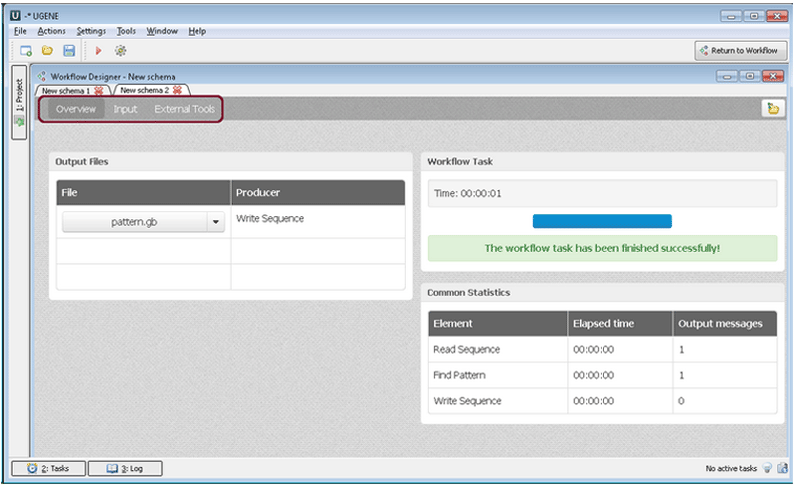 U -* UGENE
File Actions Settings Tools Window Help
Return to Workflow
1: Project
Workflow Designer - New schema
New schema 1 New schema 2
Overview Input External Tools
Output Files
File Producer
pattern.gb Write Sequence
Workflow Task
Time: 00:00:01
The workflow task has been finished successfully!
Common Statistics
Element Elapsed time Output messages
Read Sequence 00:00:00 1
Find Pattern 00:00:00 1
Write Sequence 00:00:00 0
2: Tasks 3: Log No active tasks